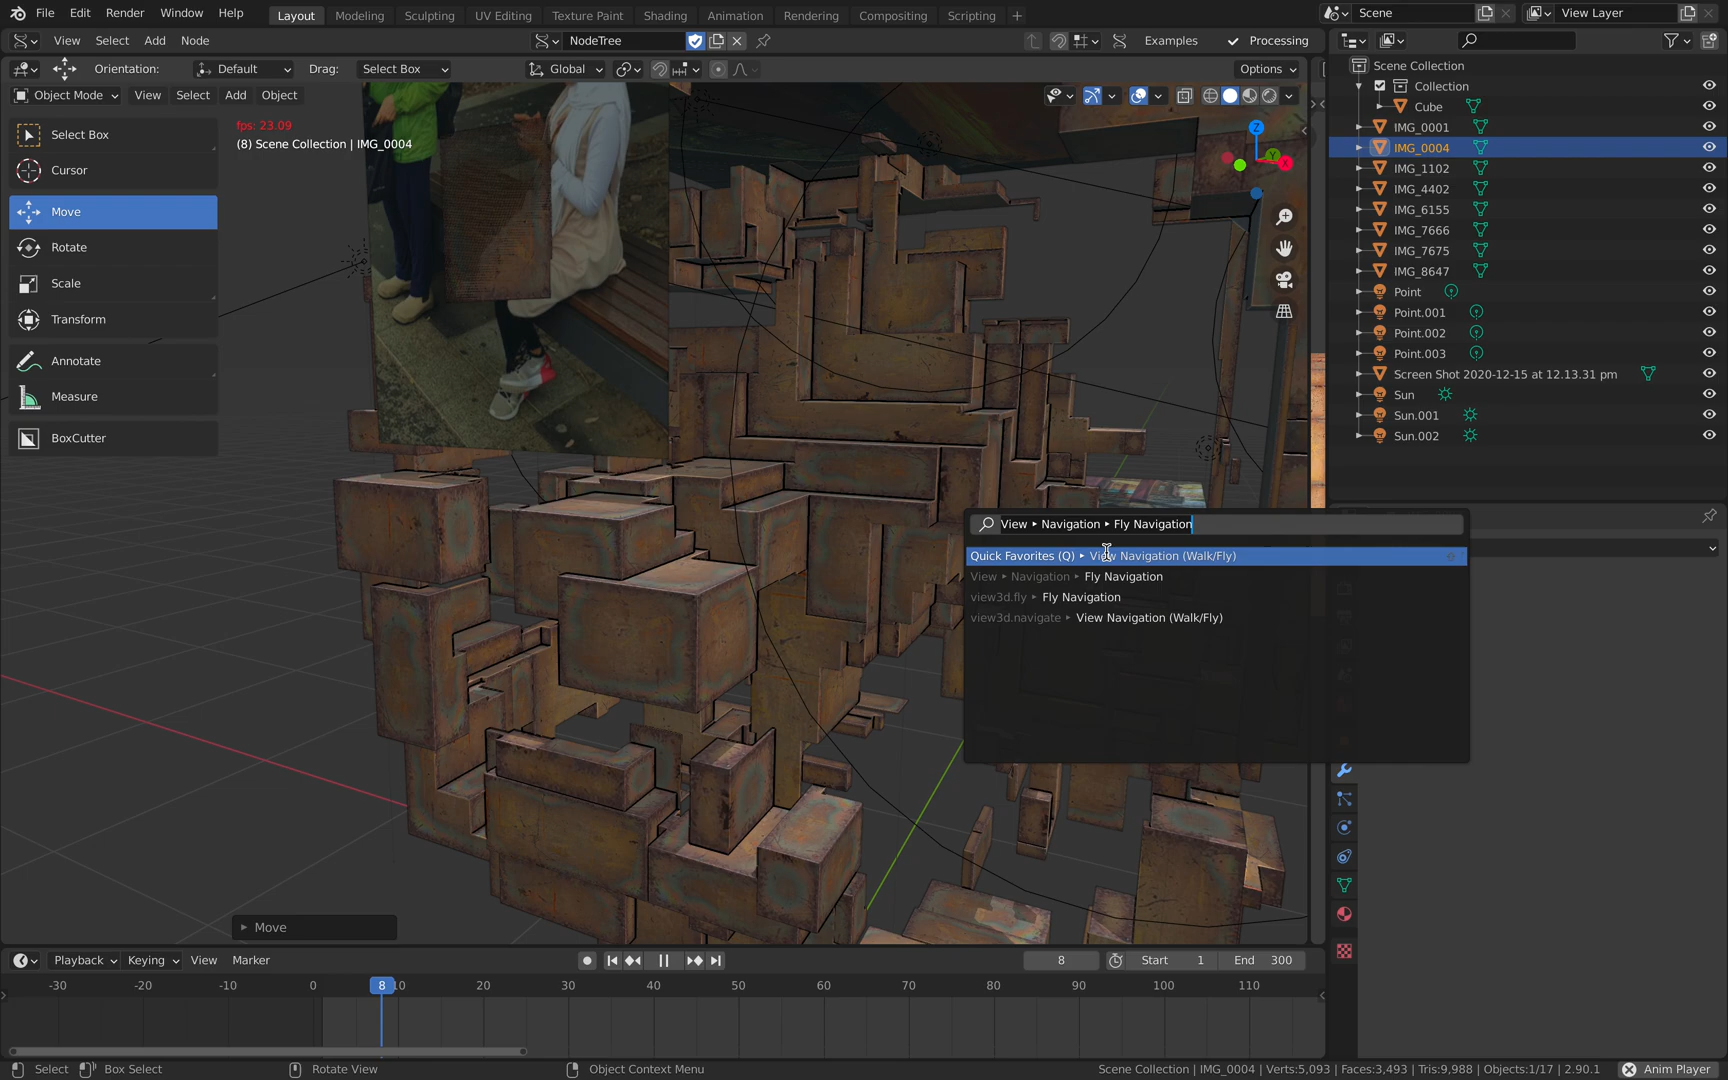 File Edit Render Window Help Layout Modeling Sculpting UV Editing Texture Paint Shading Animation Rendering Compositing Scripting + Scene View Layer
View Select Add Node NodeTree Examples Processing
Orientation: Default Drag: Select Box Global Options
Object Mode View Select Add Object
Select Box
Cursor
Move
Rotate
Scale
Transform
Annotate
Measure
BoxCutter
fps: 23.09
(8) Scene Collection | IMG_0004
Z
Y
X
Scene Collection
Collection
Cube
IMG_0001
IMG_0004
IMG_1102
IMG_4402
IMG_6155
IMG_7666
IMG_7675
IMG_8647
Point
Point.001
Point.002
Point.003
Screen Shot 2020-12-15 at 12.13.31 pm
Sun
Sun.001
Sun.002
View ▸ Navigation ▸ Fly Navigation
Quick Favorites (Q) ▸ View Navigation (Walk/Fly)
View ▸ Navigation ▸ Fly Navigation
view3d.fly ▸ Fly Navigation
view3d.navigate ▸ View Navigation (Walk/Fly)
Move
Playback Keying View Marker 8 Start 1 End 300
-30 -20 -10 0 8 10 20 30 40 50 60 70 80 90 100 110
Select Box Select Rotate View Object Context Menu Scene Collection | IMG_0004 | Verts:5,093 | Faces:3,493 | Tris:9,988 | Objects:1/17 | 2.90.1 Anim Player